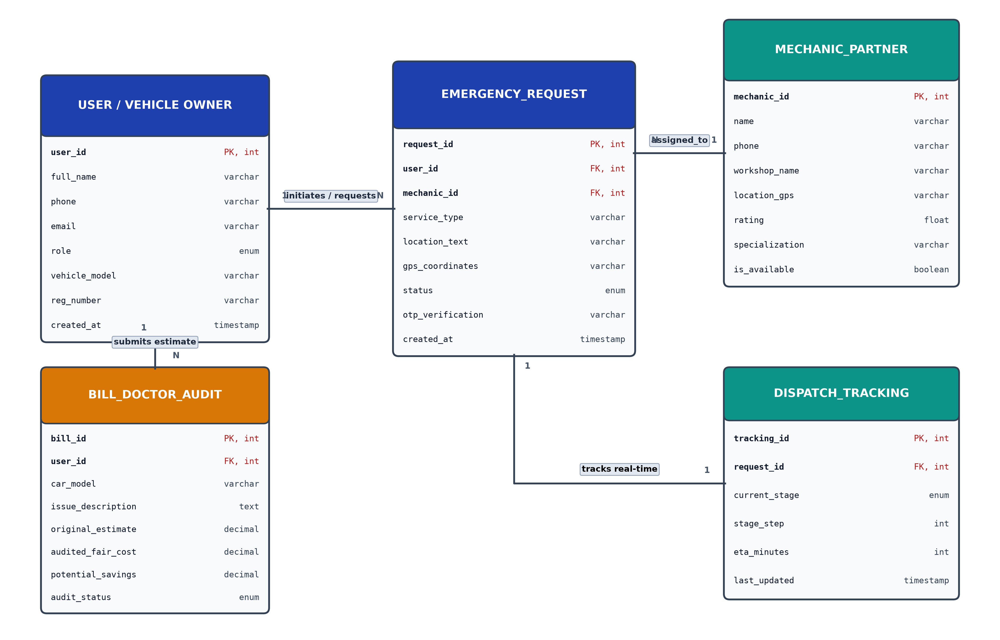 USER / VEHICLE OWNER
user_id PK, int
full_name varchar
phone varchar
email varchar
role enum
vehicle_model varchar
reg_number varchar
created_at timestamp
1
submits estimate
N
BILL_DOCTOR_AUDIT
bill_id PK, int
user_id FK, int
car_model varchar
issue_description text
original_estimate decimal
audited_fair_cost decimal
potential_savings decimal
audit_status enum
1 initiates / requests N
EMERGENCY_REQUEST
request_id PK, int
user_id FK, int
mechanic_id FK, int
service_type varchar
location_text varchar
gps_coordinates varchar
status enum
otp_verification varchar
created_at timestamp
N assigned_to 1
MECHANIC_PARTNER
mechanic_id PK, int
name varchar
phone varchar
workshop_name varchar
location_gps varchar
rating float
specialization varchar
is_available boolean
1
tracks real-time 1
DISPATCH_TRACKING
tracking_id PK, int
request_id FK, int
current_stage enum
stage_step int
eta_minutes int
last_updated timestamp